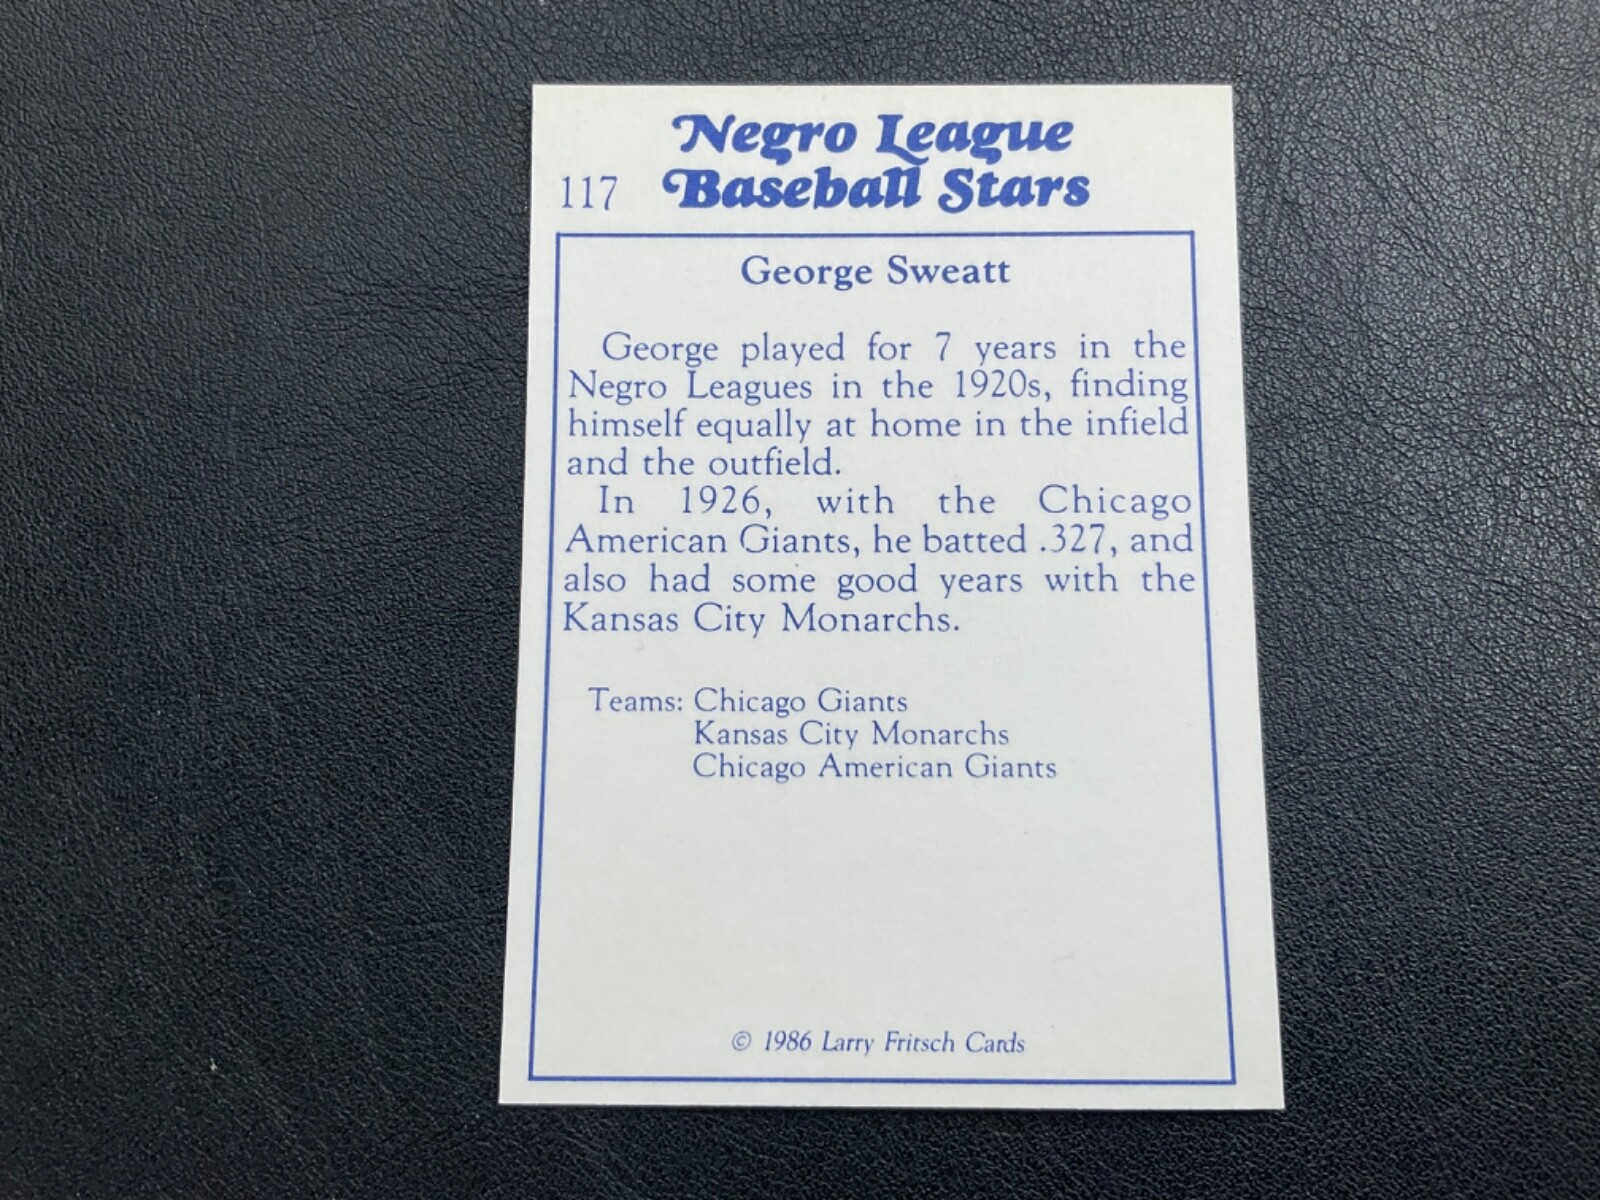 Negro League
117 Baseball Stars
George Sweatt
George played for 7 years in the
Negro Leagues in the 1920s, finding
himself equally at home in the infield
and the outfield.
In 1926, with the Chicago
American Giants, he batted .327, and
also had some good years with the
Kansas City Monarchs.
Teams: Chicago Giants
Kansas City Monarchs
Chicago American Giants
© 1986 Larry Fritsch Cards